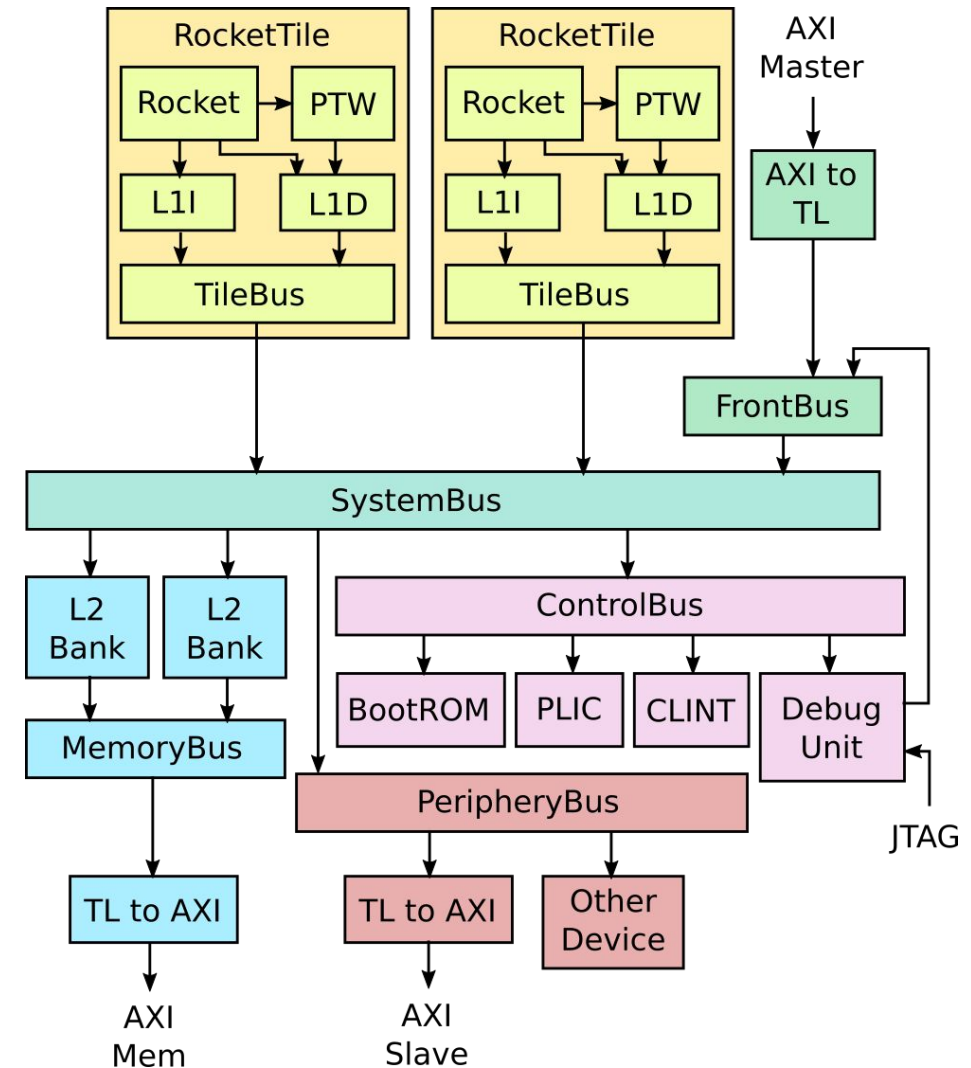 RocketTile
Rocket
PTW
L1I
L1D
TileBus
RocketTile
Rocket
PTW
L1I
L1D
TileBus
AXI
Master
AXI to
TL
FrontBus
SystemBus
L2
Bank
L2
Bank
MemoryBus
TL to AXI
AXI
Mem
ControlBus
BootROM
PLIC
CLINT
Debug
Unit
JTAG
PeripheryBus
TL to AXI
AXI
Slave
Other
Device